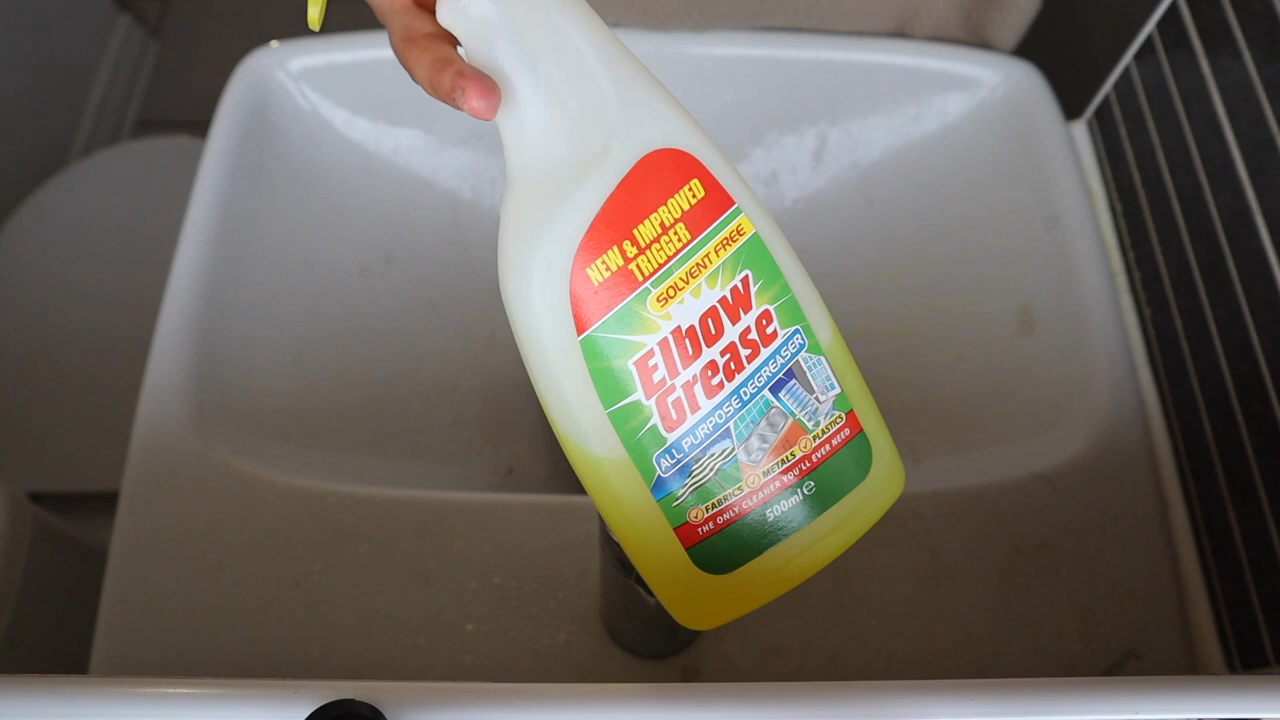 NEW & IMPROVED
TRIGGER
SOLVENT FREE
Elbow
Grease
ALL PURPOSE DEGREASER
FABRICS METALS PLASTICS
THE ONLY CLEANER YOU'LL EVER NEED
500ml e